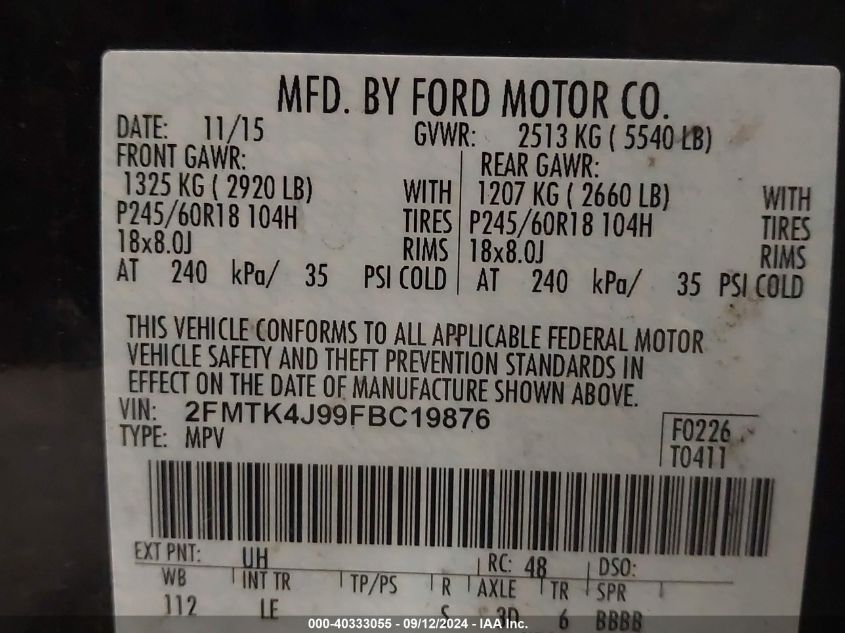 MFD. BY FORD MOTOR CO.
DATE: 11/15 GVWR: 2513 KG ( 5540 LB)
FRONT GAWR: REAR GAWR:
1325 KG ( 2920 LB) WITH 1207 KG ( 2660 LB) WITH
P245/60R18 104H TIRES P245/60R18 104H TIRES
18x8.0J RIMS 18x8.0J RIMS
AT 240 kPa/ 35 PSI COLD AT 240 kPa/ 35 PSI COLD
THIS VEHICLE CONFORMS TO ALL APPLICABLE FEDERAL MOTOR
VEHICLE SAFETY AND THEFT PREVENTION STANDARDS IN
EFFECT ON THE DATE OF MANUFACTURE SHOWN ABOVE.
VIN: 2FMTK4J99FBC19876
TYPE: MPV F0226
T0411
EXT PNT: UH RC: 48 DSO:
WB INT TR TP/PS R AXLE TR SPR
112 LE S 3D 6 BBBB
000-40333055 - 09/12/2024 - IAA Inc.